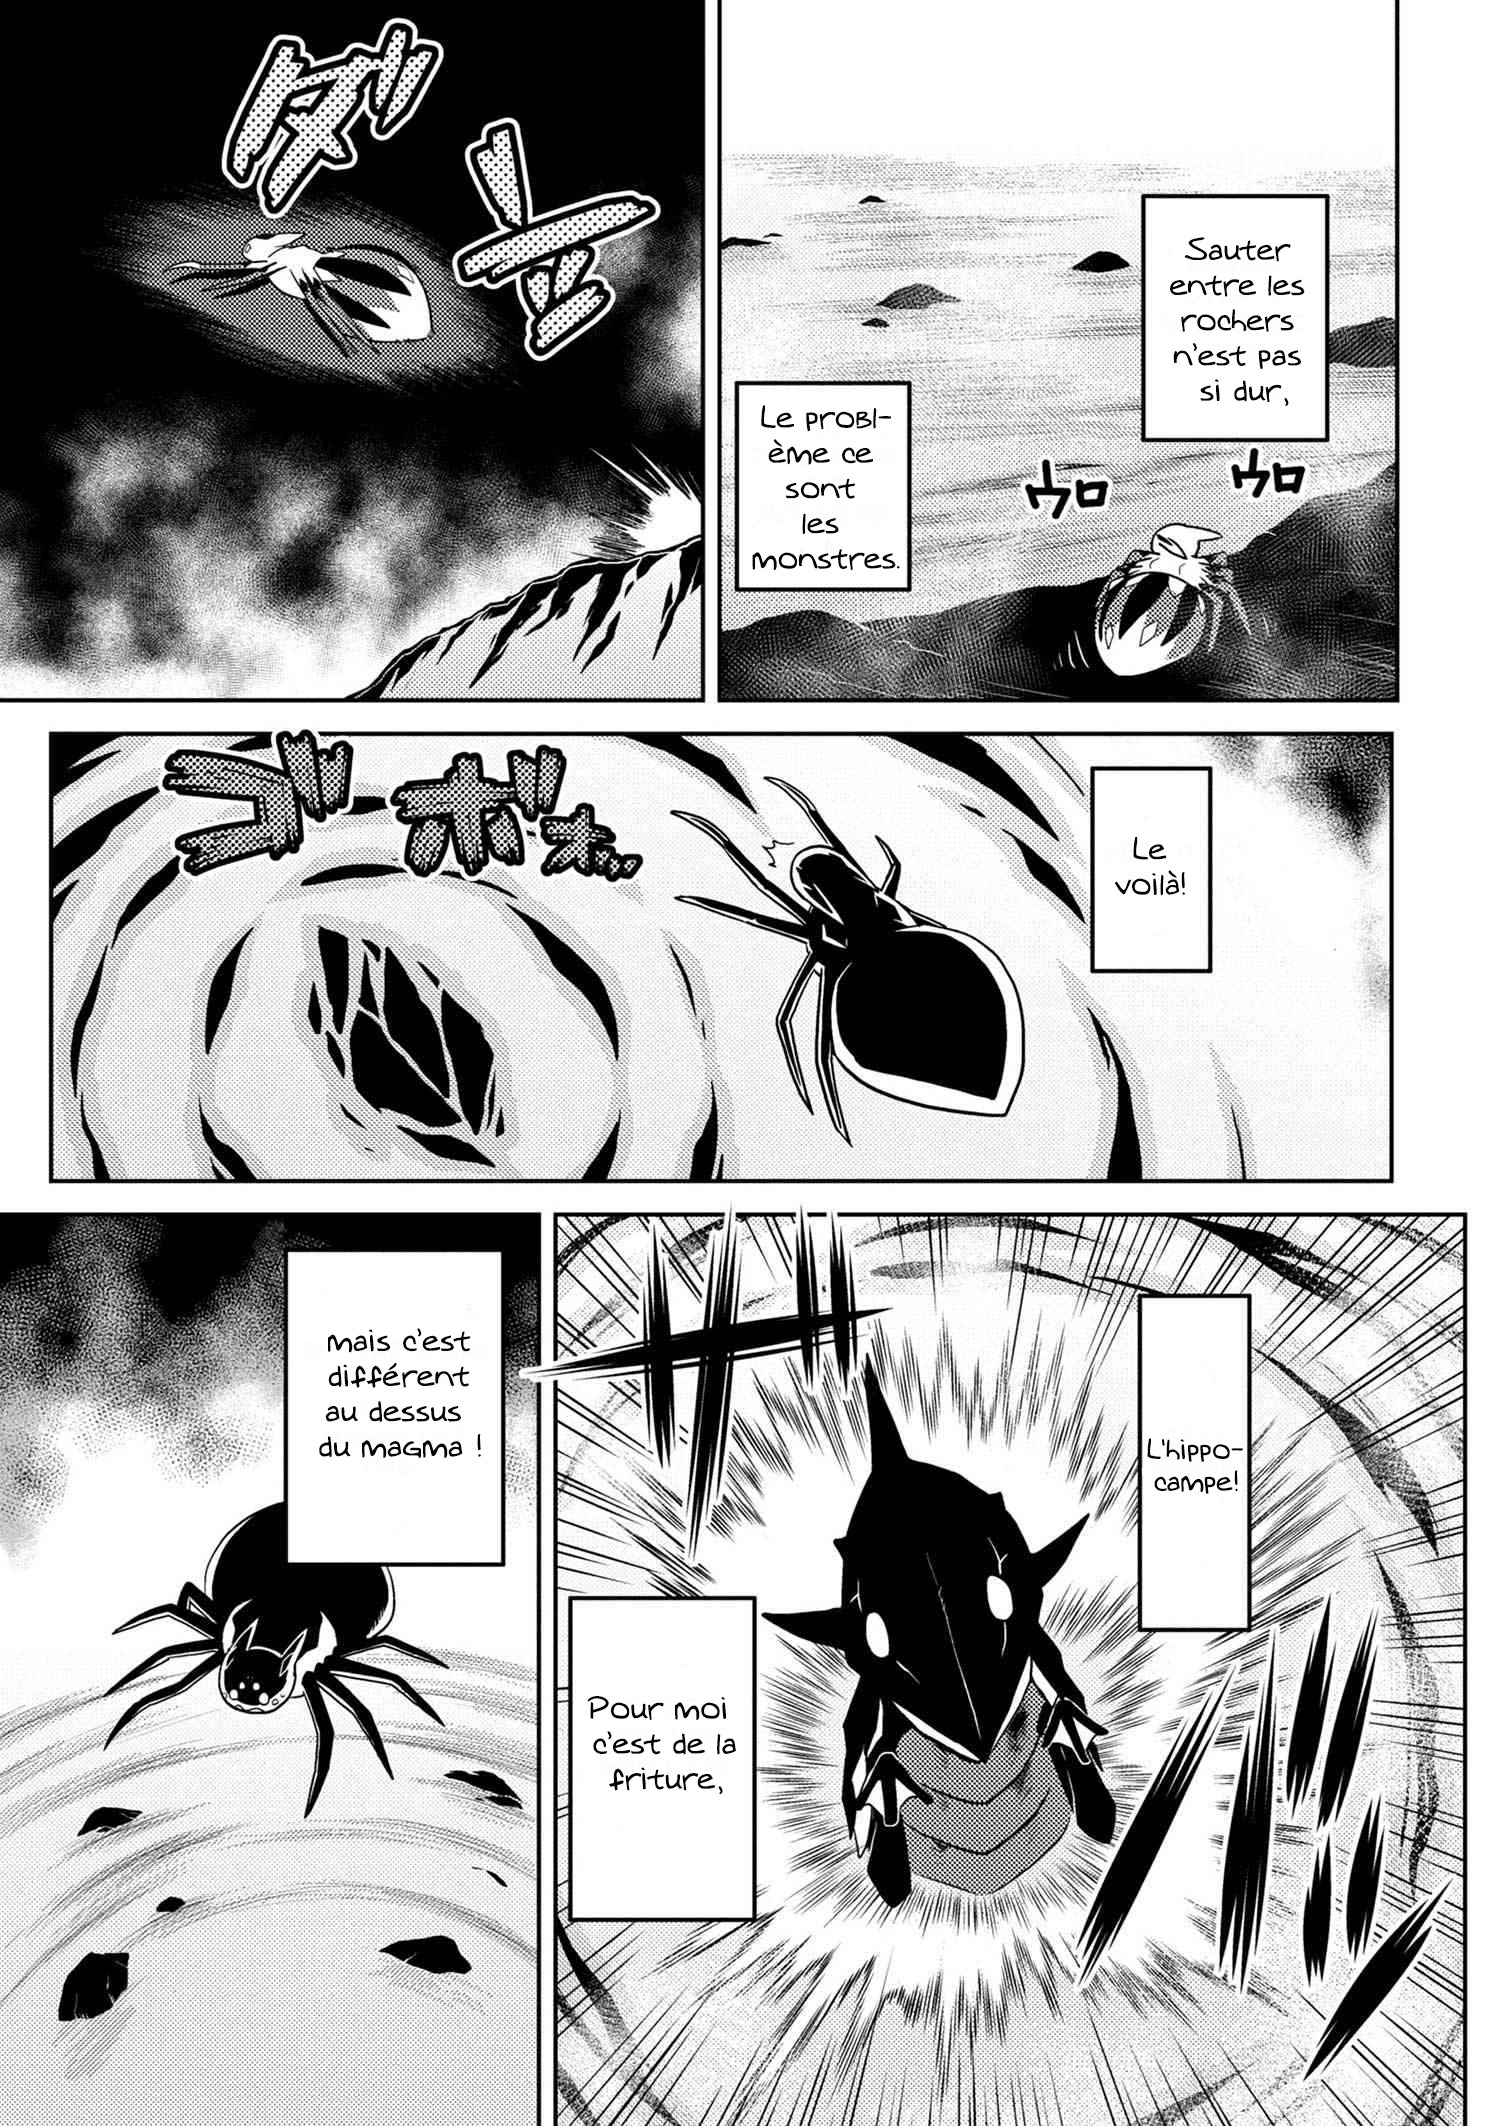 Sauter
entre les
rochers
n'est pas
si dur,
Le probl-
ème ce
sont
les
monstres.
ウロ
ウロ
ダッ
ダッ
Le
voilà!
ゴボォ...
L'hippo-
campe!
Pour moi
c'est de la
friture,
mais c'est
différent
au dessus
du magma !